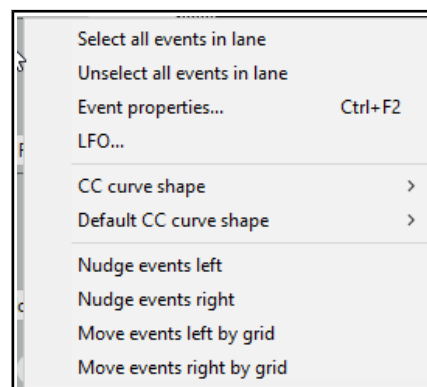 Select all events in lane
Unselect all events in lane
Event properties... Ctrl+F2
LFO...
CC curve shape >
Default CC curve shape >
Nudge events left
Nudge events right
Move events left by grid
Move events right by grid